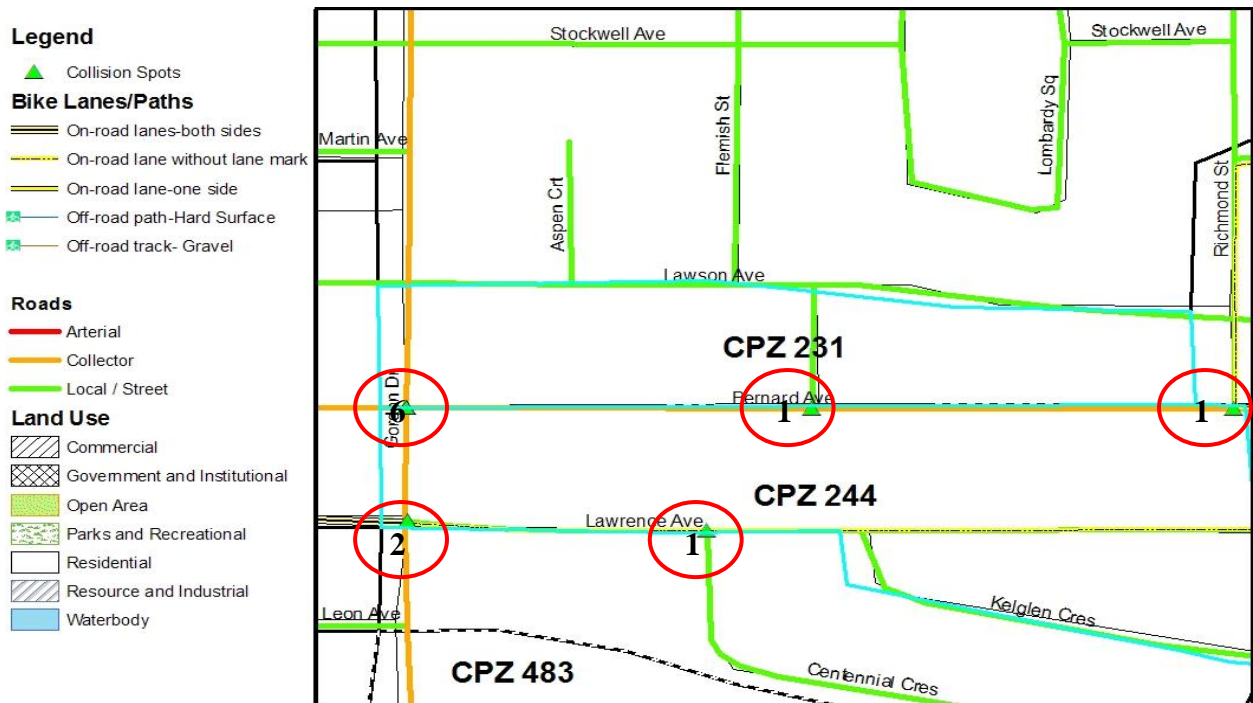 Legend
Collision Spots
Bike Lanes/Paths
On-road lanes-both sides
On-road lane without lane mark
On-road lane-one side
Off-road path-Hard Surface
Off-road track- Gravel
Roads
Arterial
Collector
Local / Street
Land Use
Commercial
Government and Institutional
Open Area
Parks and Recreational
Residential
Resource and Industrial
Waterbody
Stockwell Ave
Stockwell Ave
Martin Ave
Aspen Crt
Flemish St
Lombardy Sq
Richmond St
Lawson Ave
CPZ 231
Gordon Dr
Bernard Ave
6
1
1
CPZ 244
Lawrence Ave
2
1
Leon Ave
Kelglen Cres
CPZ 483
Centennial Cres